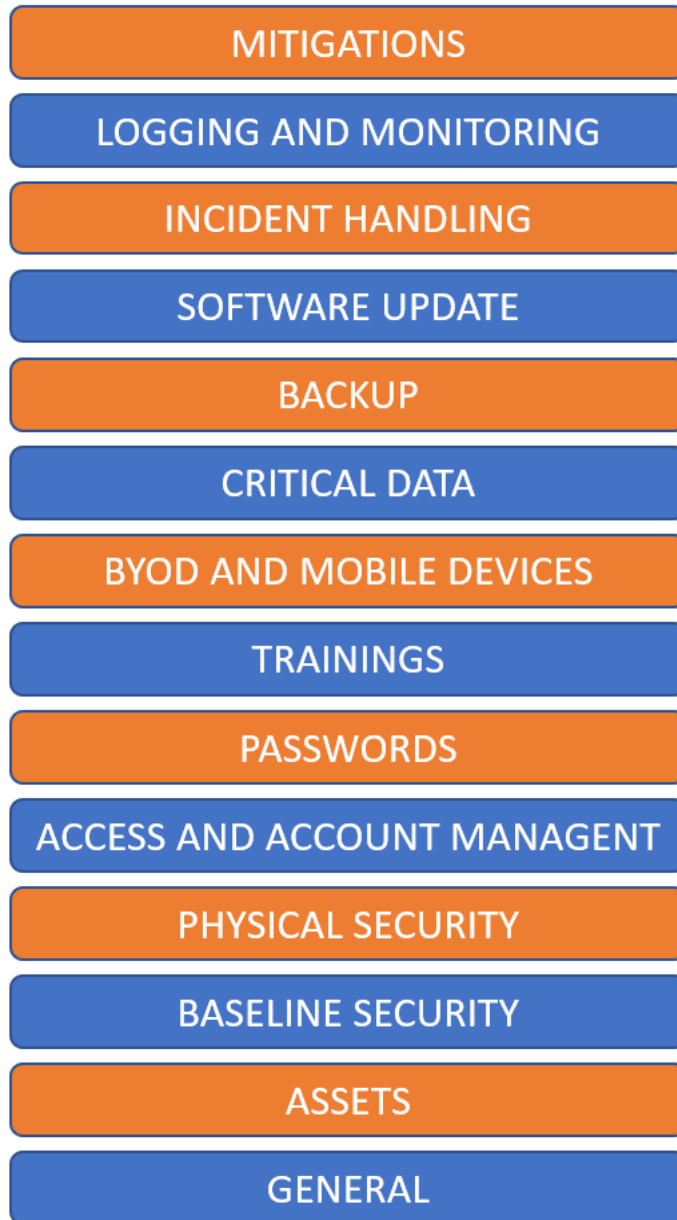 MITIGATIONS
LOGGING AND MONITORING
INCIDENT HANDLING
SOFTWARE UPDATE
BACKUP
CRITICAL DATA
BYOD AND MOBILE DEVICES
TRAININGS
PASSWORDS
ACCESS AND ACCOUNT MANAGENT
PHYSICAL SECURITY
BASELINE SECURITY
ASSETS
GENERAL